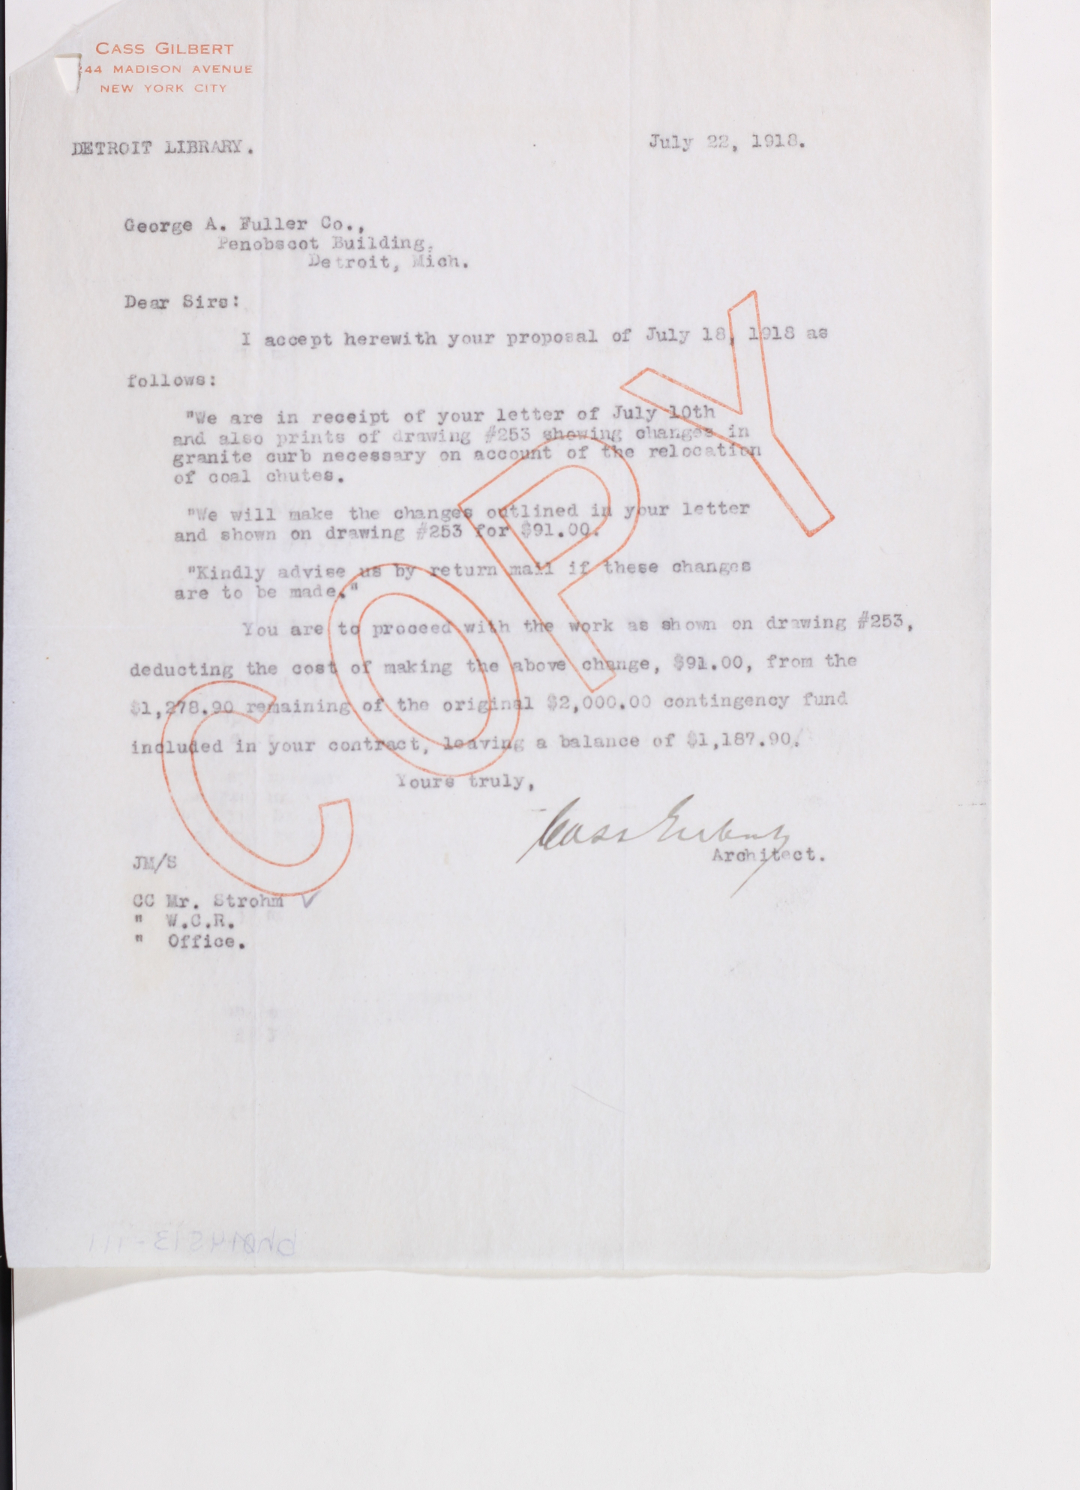 CASS GILBERT
244 MADISON AVENUE
NEW YORK CITY
DETROIT LIBRARY.
July 22, 1918.
George A. Fuller Co.,
Penobscot Building,
Detroit, Mich.
Dear Sirs:
I accept herewith your proposal of July 18, 1918 as
follows:
"We are in receipt of your letter of July 10th
and also prints of drawing #253 showing changes in
granite curb necessary on account of the relocation
of coal chutes.
"We will make the changes outlined in your letter
and shown on drawing #253 for $91.00.
"Kindly advise us by return mail if these changes
are to be made."
You are to proceed with the work as shown on drawing #253,
deducting the cost of making the above change, $91.00, from the
$1,278.90 remaining of the original $2,000.00 contingency fund
included in your contract, leaving a balance of $1,187.90.
Yours truly,
Cass Gilbert
Architect.
JM/S
CC Mr. Strohm
" W.C.R.
" Office.
COPY